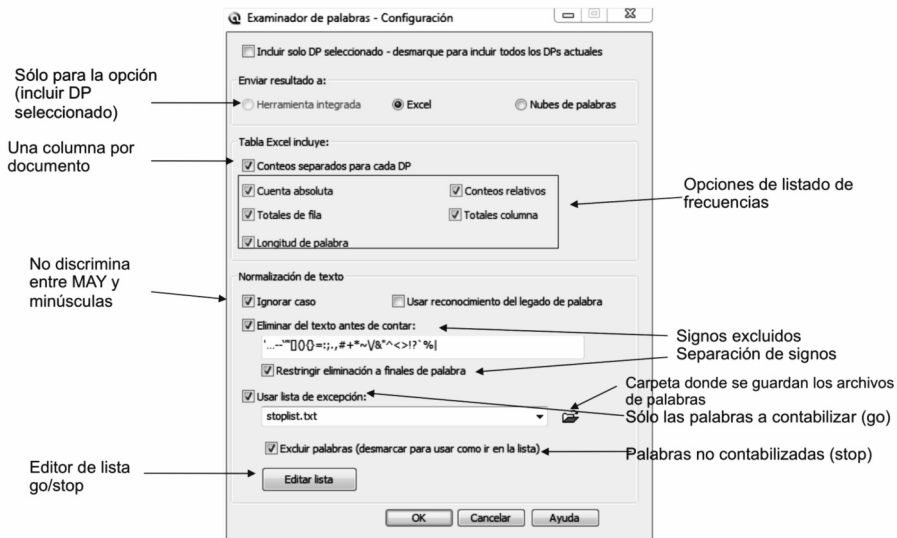 Examinador de palabras - Configuración
Incluir solo DP seleccionado - desmarque para incluir todos los DPs actuales
Sólo para la opción
(incluir DP
seleccionado)
Enviar resultado a:
Herramienta integrada
Excel
Nubes de palabras
Una columna por
documento
Tabla Excel incluye:
Conteos separados para cada DP
Cuenta absoluta
Conteos relativos
Totales de fila
Totales columna
Longitud de palabra
Opciones de listado de
frecuencias
No discrimina
entre MAY y
minúsculas
Normalización de texto
Ignorar caso
Usar reconocimiento del legado de palabra
Eliminar del texto antes de contar:
Signos excluidos
Separación de signos
Restringir eliminación a finales de palabra
Carpeta donde se guardan los archivos
de palabras
Usar lista de excepción:
Sólo las palabras a contabilizar (go)
stoplist.txt
Excluir palabras (desmarcar para usar como ir en la lista)
Palabras no contabilizadas (stop)
Editor de lista
go/stop
Editar lista
OK
Cancelar
Ayuda